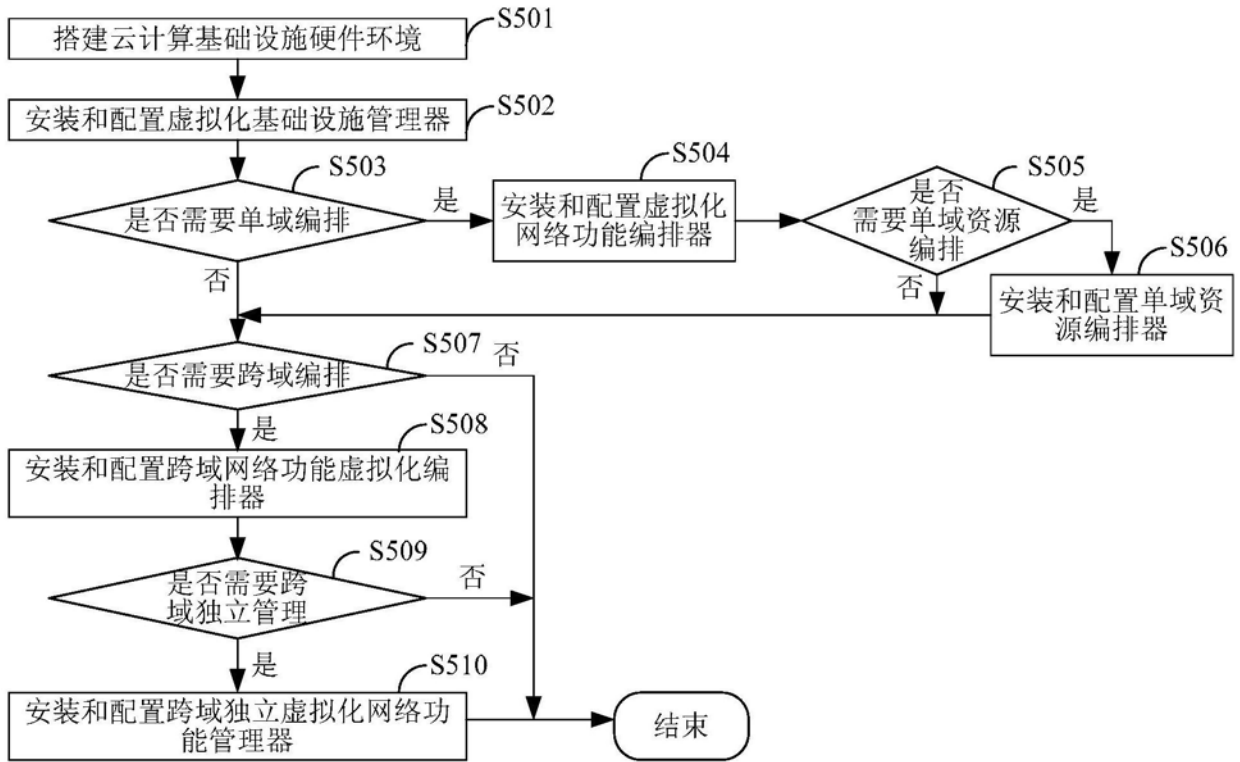 S501
搭建云计算基础设施硬件环境
S502
安装和配置虚拟化基础设施管理器
S503
是否需要单域编排
是
S504
安装和配置虚拟化
网络功能编排器
S505
是否
需要单域资源
编排
是
S506
安装和配置单域资
源编排器
否
否
S507
是否需要跨域编排
否
是
S508
安装和配置跨域网络功能虚拟化编
排器
S509
是否需要跨
域独立管理
否
是
S510
安装和配置跨域独立虚拟化网络功
能管理器
结束